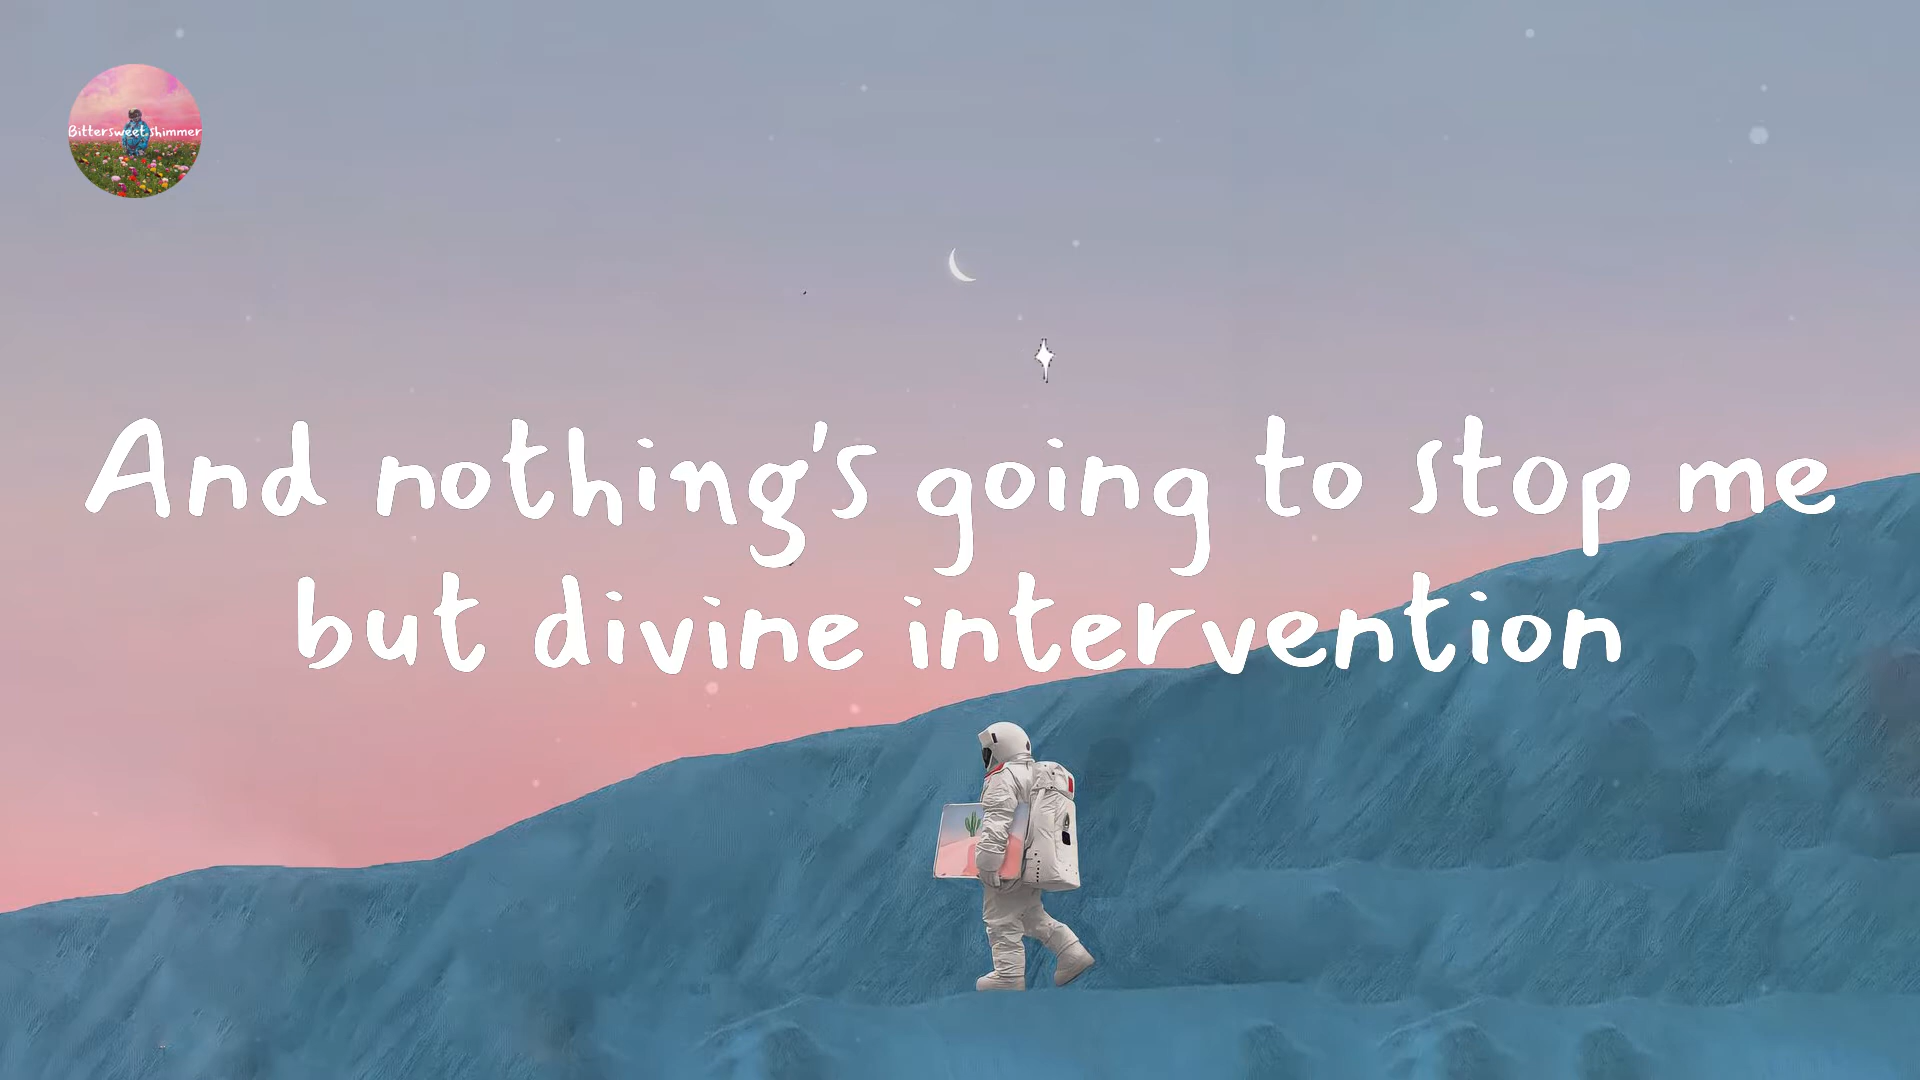 Bittersweet shimmer
And nothing's going to stop me
but divine intervention